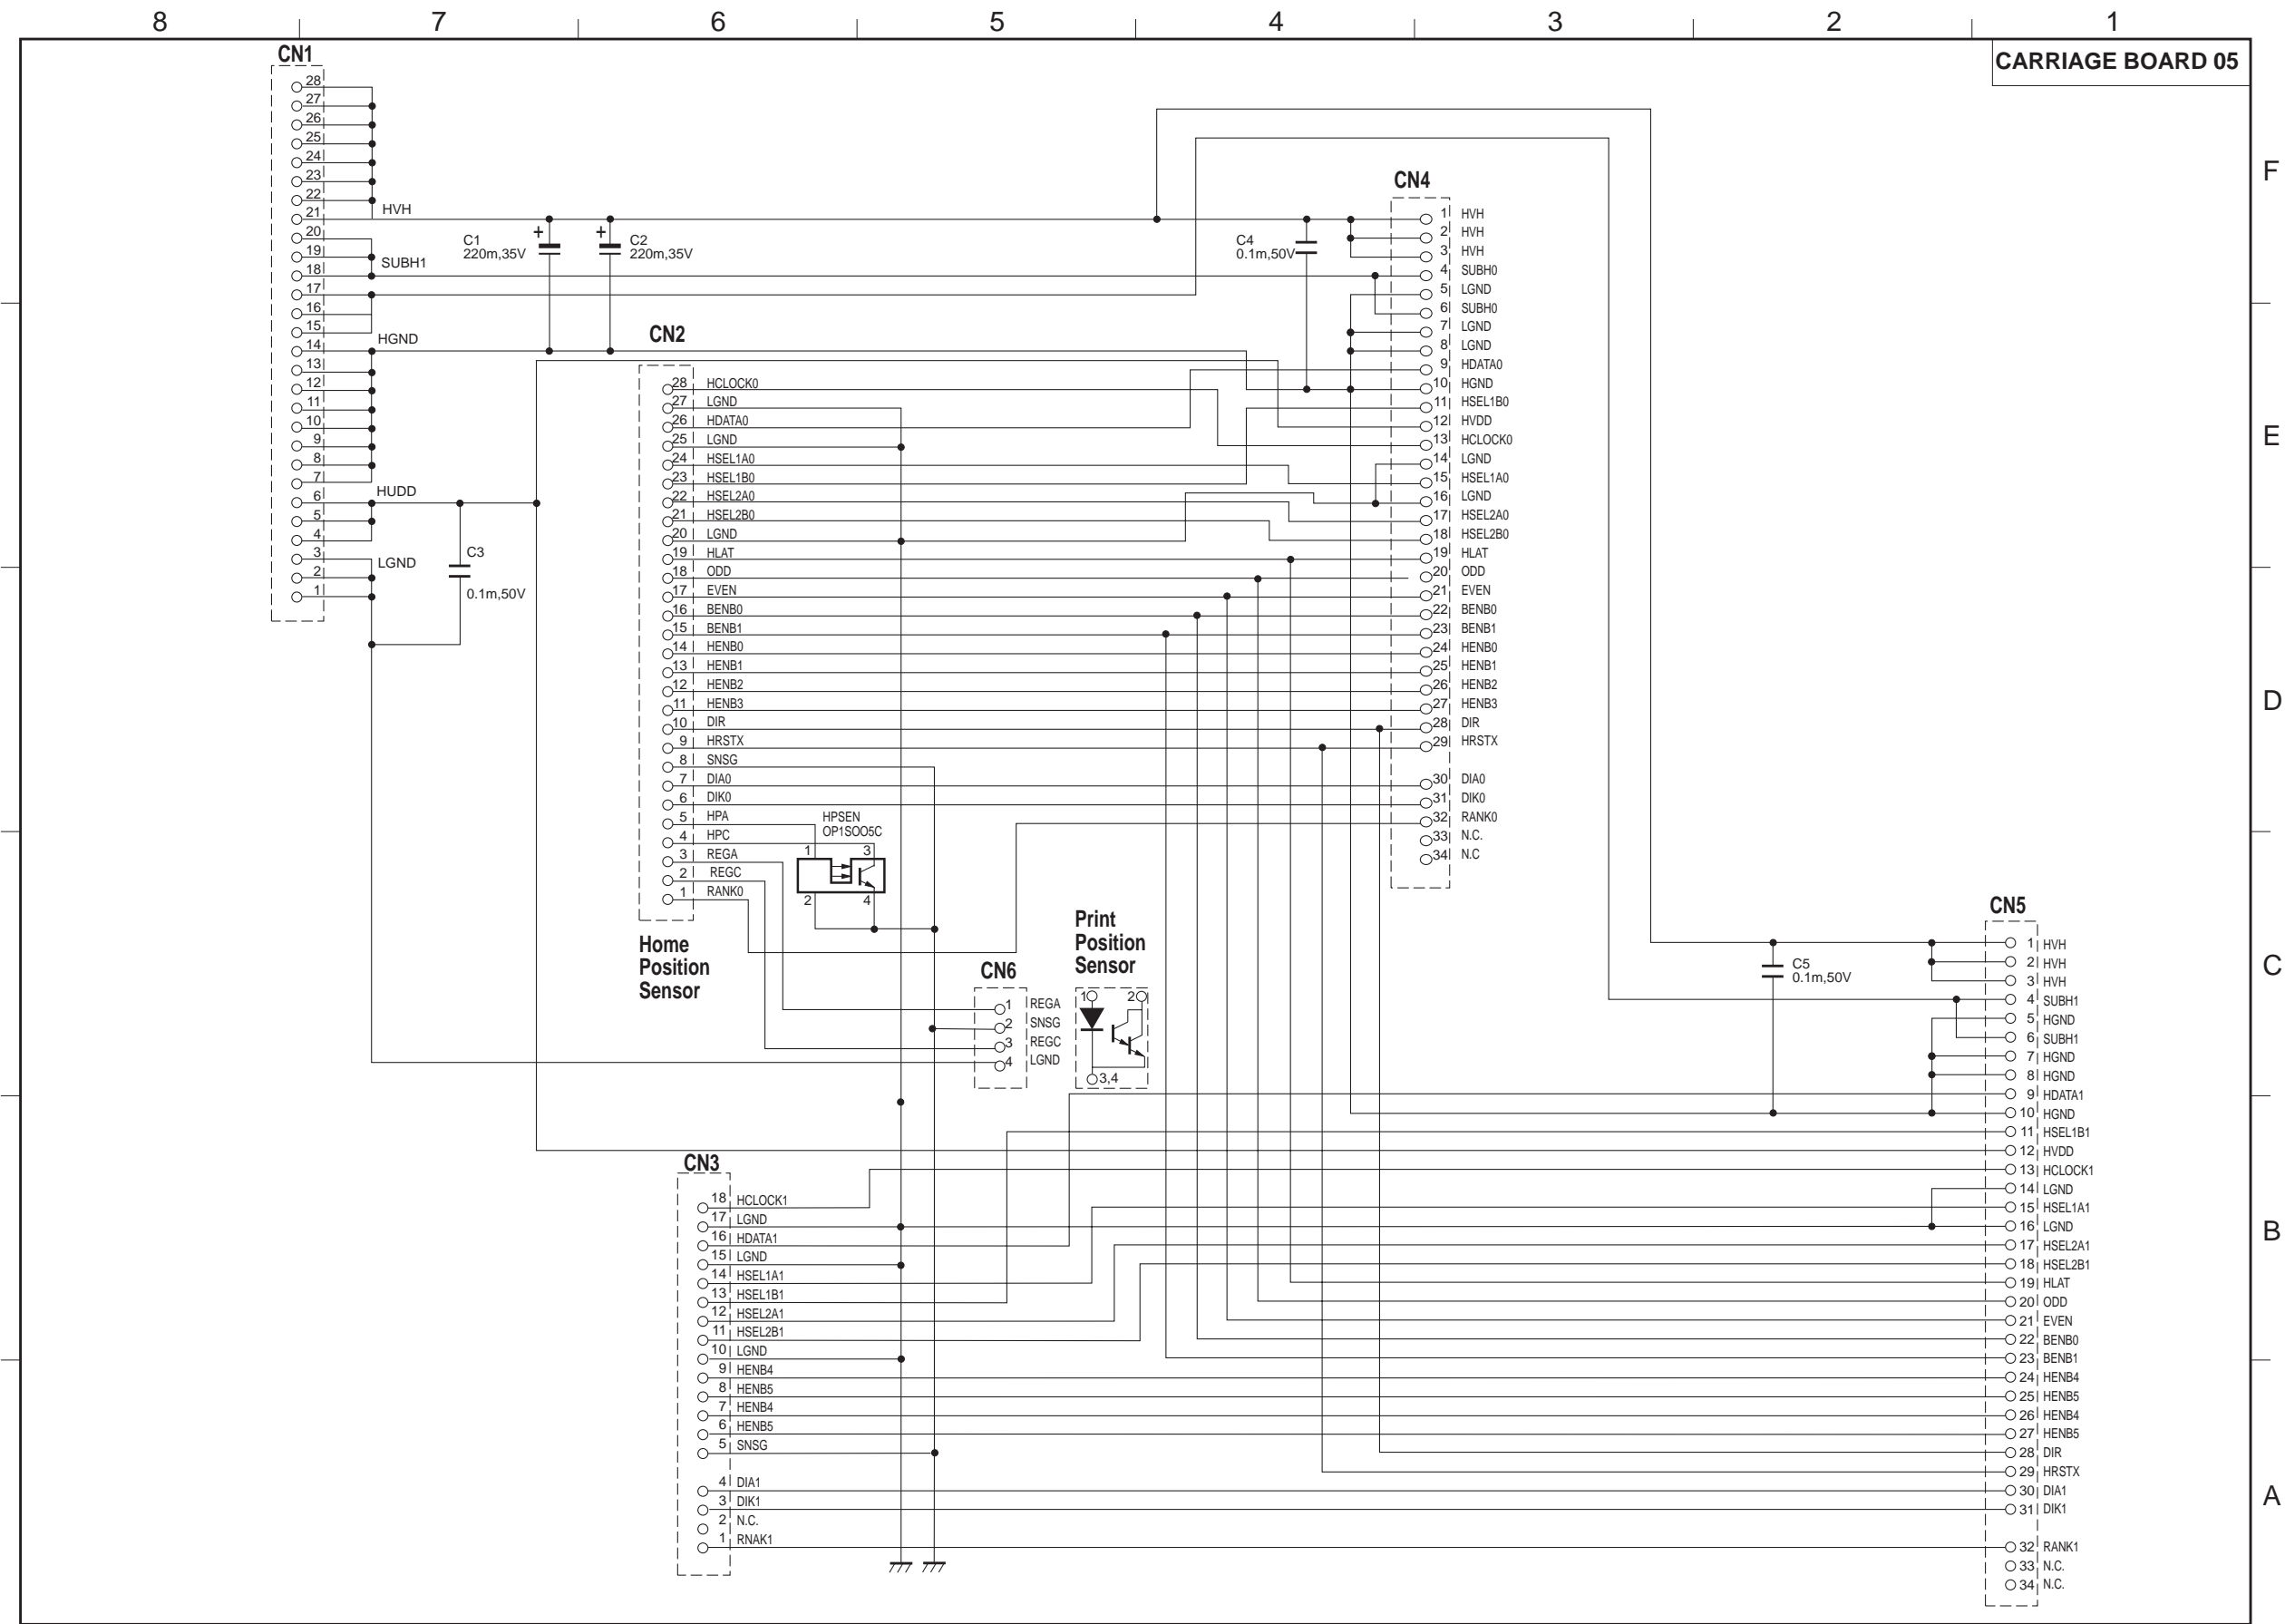 8 7 6 5 4 3 2 1
CARRIAGE BOARD 05
F
E
D
C
B
A
CN1
28
27
26
25
24
23
22
21 HVH
20
19
18 SUBH1
17
16
15
14 HGND
13
12
11
10
9
8
7
6 HUDD
5
4
3 LGND
2
1
+
C1
220m,35V
+
C2
220m,35V
C3
0.1m,50V
C4
0.1m,50V
CN2
28 HCLOCK0
27 LGND
26 HDATA0
25 LGND
24 HSEL1A0
23 HSEL1B0
22 HSEL2A0
21 HSEL2B0
20 LGND
19 HLAT
18 ODD
17 EVEN
16 BENB0
15 BENB1
14 HENB0
13 HENB1
12 HENB2
11 HENB3
10 DIR
9 HRSTX
8 SNSG
7 DIA0
6 DIK0
5 HPA
4 HPC
3 REGA
2 REGC
1 RANK0
HPSEN
OP1SOO5C
1 3
2 4
Home
Position
Sensor
CN4
1 HVH
2 HVH
3 HVH
4 SUBH0
5 LGND
6 SUBH0
7 LGND
8 LGND
9 HDATA0
10 HGND
11 HSEL1B0
12 HVDD
13 HCLOCK0
14 LGND
15 HSEL1A0
16 LGND
17 HSEL2A0
18 HSEL2B0
19 HLAT
20 ODD
21 EVEN
22 BENB0
23 BENB1
24 HENB0
25 HENB1
26 HENB2
27 HENB3
28 DIR
29 HRSTX
30 DIA0
31 DIK0
32 RANK0
33 N.C.
34 N.C
CN6
1 REGA
2 SNSG
3 REGC
4 LGND
Print
Position
Sensor
1 2
3,4
C5
0.1m,50V
CN5
1 HVH
2 HVH
3 HVH
4 SUBH1
5 HGND
6 SUBH1
7 HGND
8 HGND
9 HDATA1
10 HGND
11 HSEL1B1
12 HVDD
13 HCLOCK1
14 LGND
15 HSEL1A1
16 LGND
17 HSEL2A1
18 HSEL2B1
19 HLAT
20 ODD
21 EVEN
22 BENB0
23 BENB1
24 HENB4
25 HENB5
26 HENB4
27 HENB5
28 DIR
29 HRSTX
30 DIA1
31 DIK1
32 RANK1
33 N.C.
34 N.C.
CN3
18 HCLOCK1
17 LGND
16 HDATA1
15 LGND
14 HSEL1A1
13 HSEL1B1
12 HSEL2A1
11 HSEL2B1
10 LGND
9 HENB4
8 HENB5
7 HENB4
6 HENB5
5 SNSG
4 DIA1
3 DIK1
2 N.C.
1 RNAK1